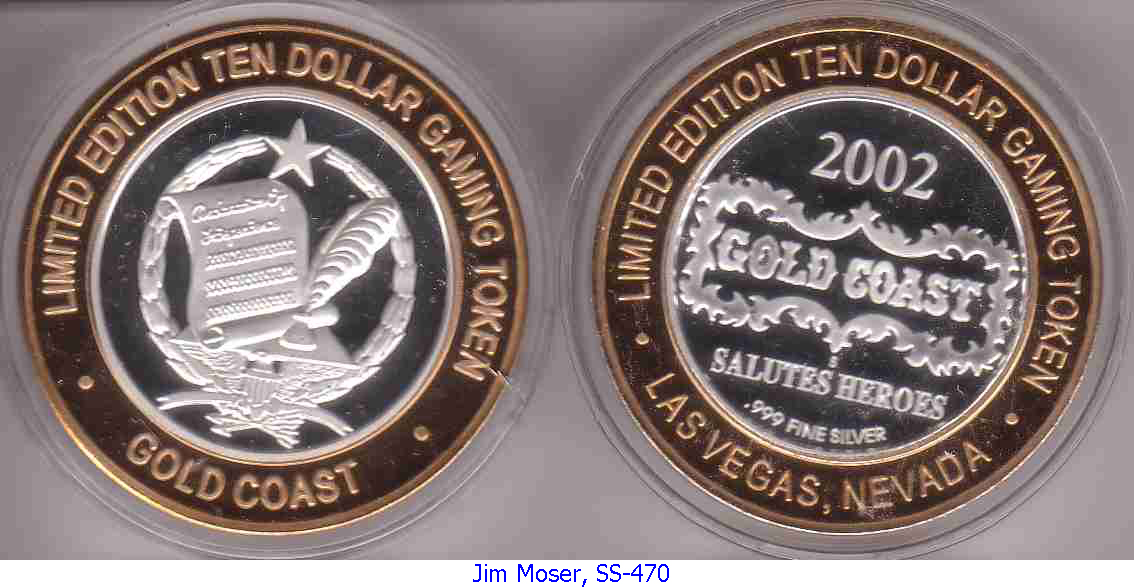 LIMITED EDITION TEN DOLLAR GAMING TOKEN
GOLD COAST
LIMITED EDITION TEN DOLLAR GAMING TOKEN
2002
GOLD COAST
S
SALUTES HEROES
.999 FINE SILVER
LAS VEGAS, NEVADA
Jim Moser, SS-470